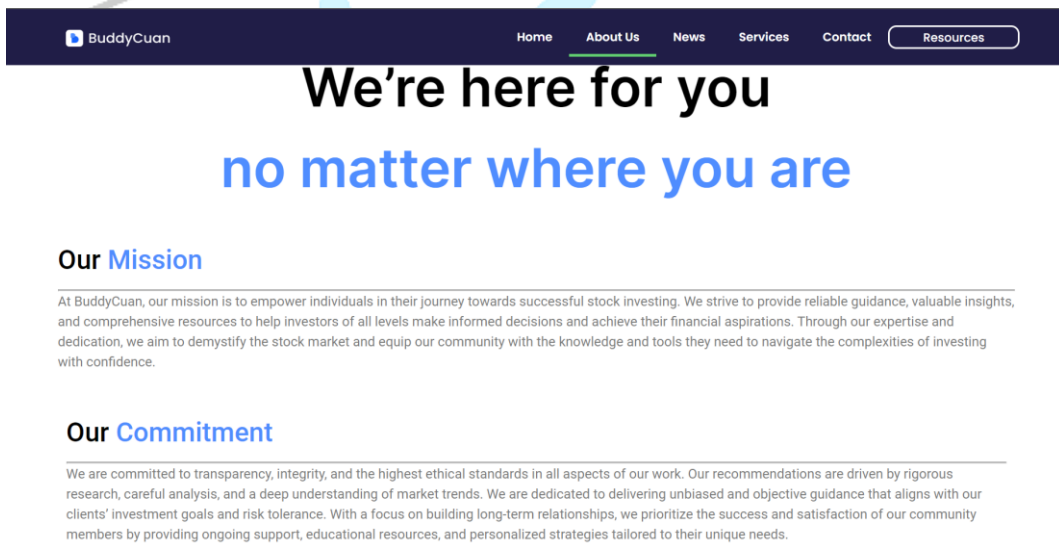 BuddyCuan
Home About Us News Services Contact Resources
We're here for you
no matter where you are
Our Mission
At BuddyCuan, our mission is to empower individuals in their journey towards successful stock investing. We strive to provide reliable guidance, valuable insights,
and comprehensive resources to help investors of all levels make informed decisions and achieve their financial aspirations. Through our expertise and
dedication, we aim to demystify the stock market and equip our community with the knowledge and tools they need to navigate the complexities of investing
with confidence.
Our Commitment
We are committed to transparency, integrity, and the highest ethical standards in all aspects of our work. Our recommendations are driven by rigorous
research, careful analysis, and a deep understanding of market trends. We are dedicated to delivering unbiased and objective guidance that aligns with our
clients' investment goals and risk tolerance. With a focus on building long-term relationships, we prioritize the success and satisfaction of our community
members by providing ongoing support, educational resources, and personalized strategies tailored to their unique needs.